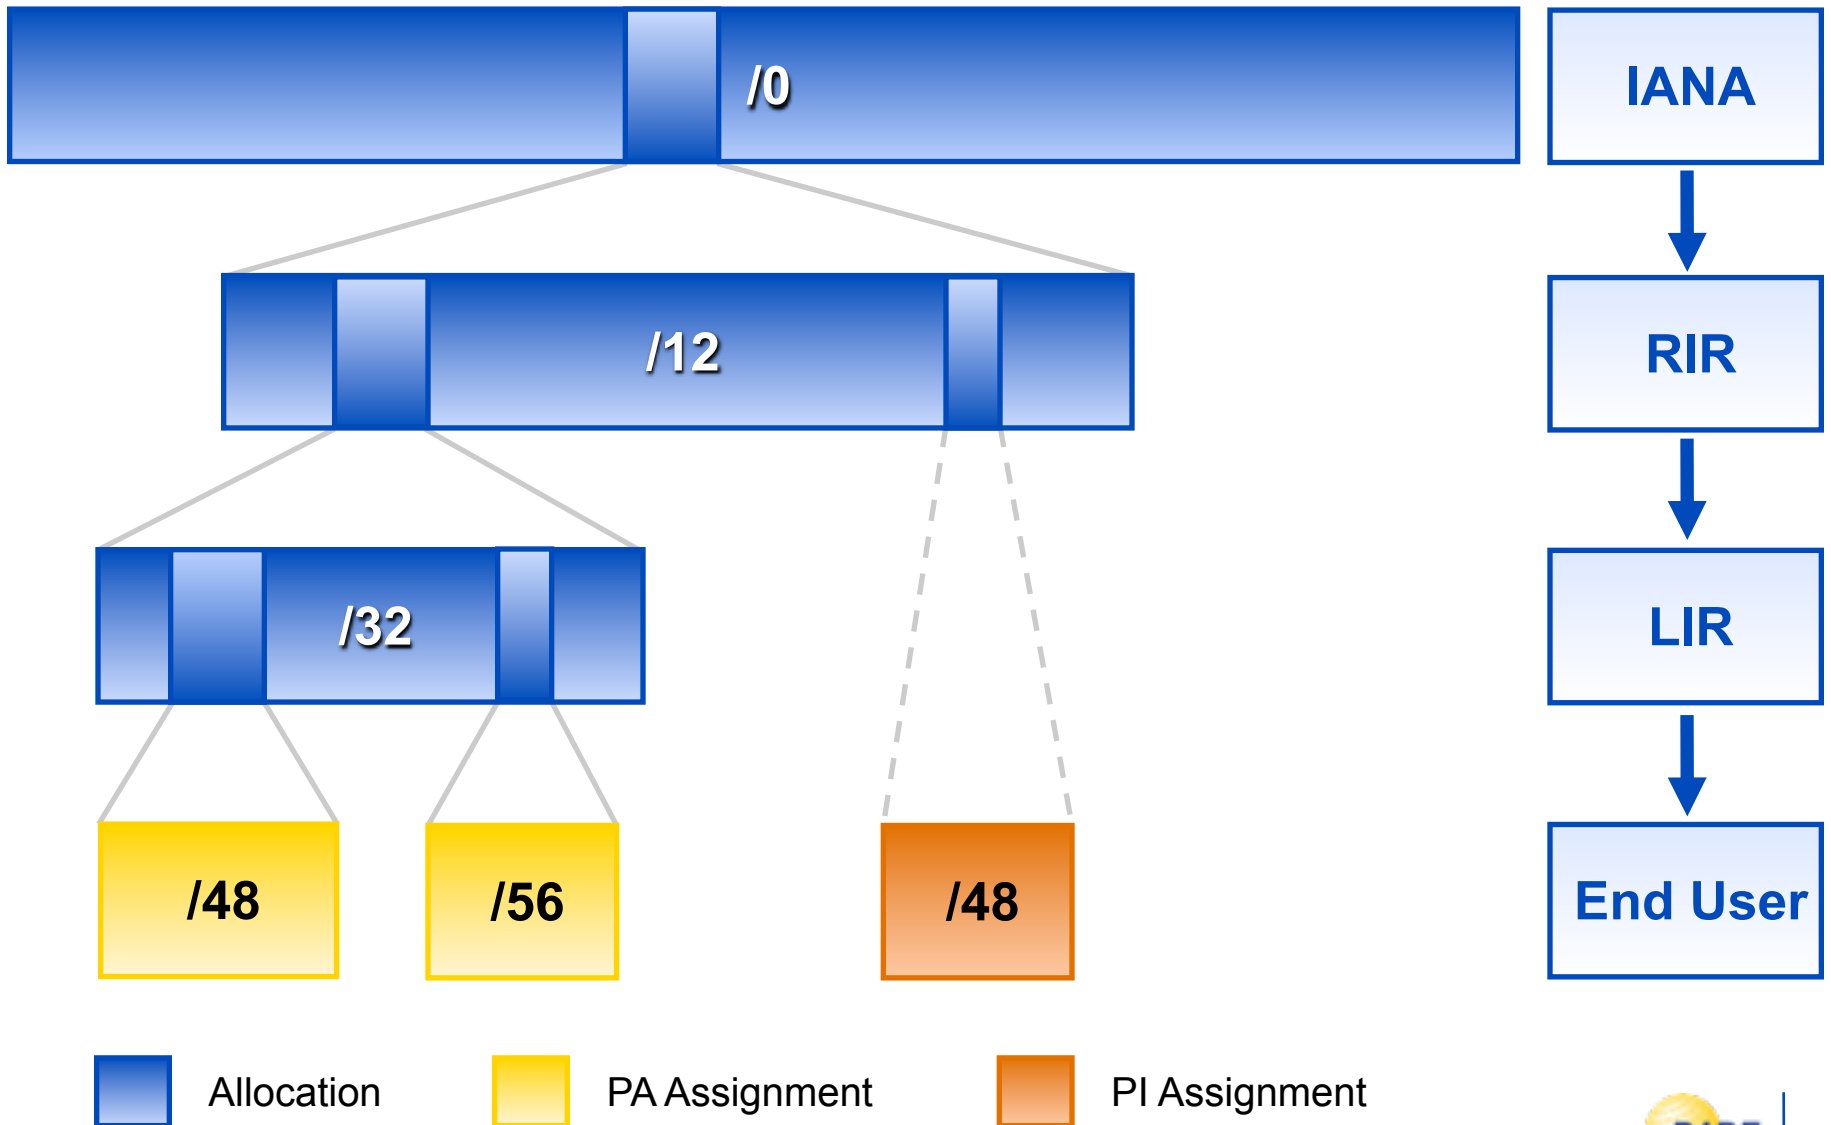 /0
IANA
/12
RIR
/32
LIR
/48
/56
/48
End User
Allocation
PA Assignment
PI Assignment